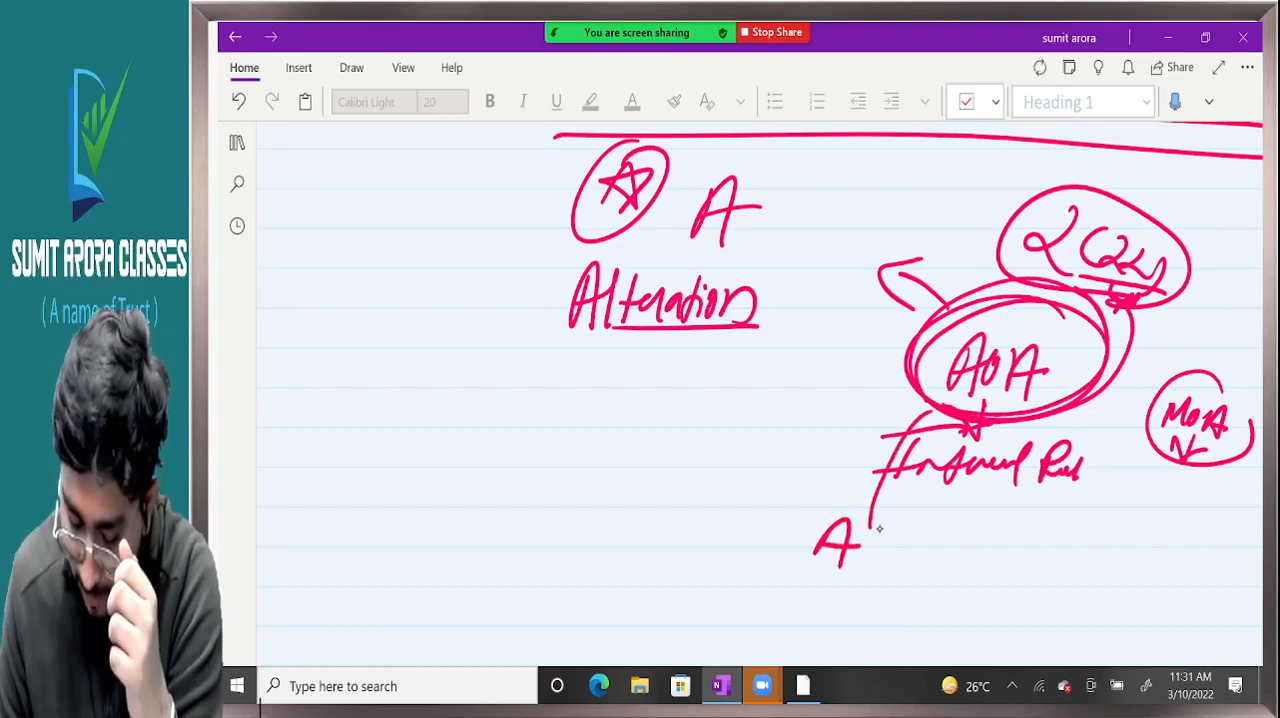 You are screen sharing
Stop Share
sumit arora
Home
Insert
Draw
View
Help
Share
Calibri Light
20
B
I
U
A
Heading 1
SUMIT ARORA CLASSES
( A name of Trust )
A
Alteration
2(22)
AOA
MOA
A
Type here to search
26°C
11:31 AM
3/10/2022